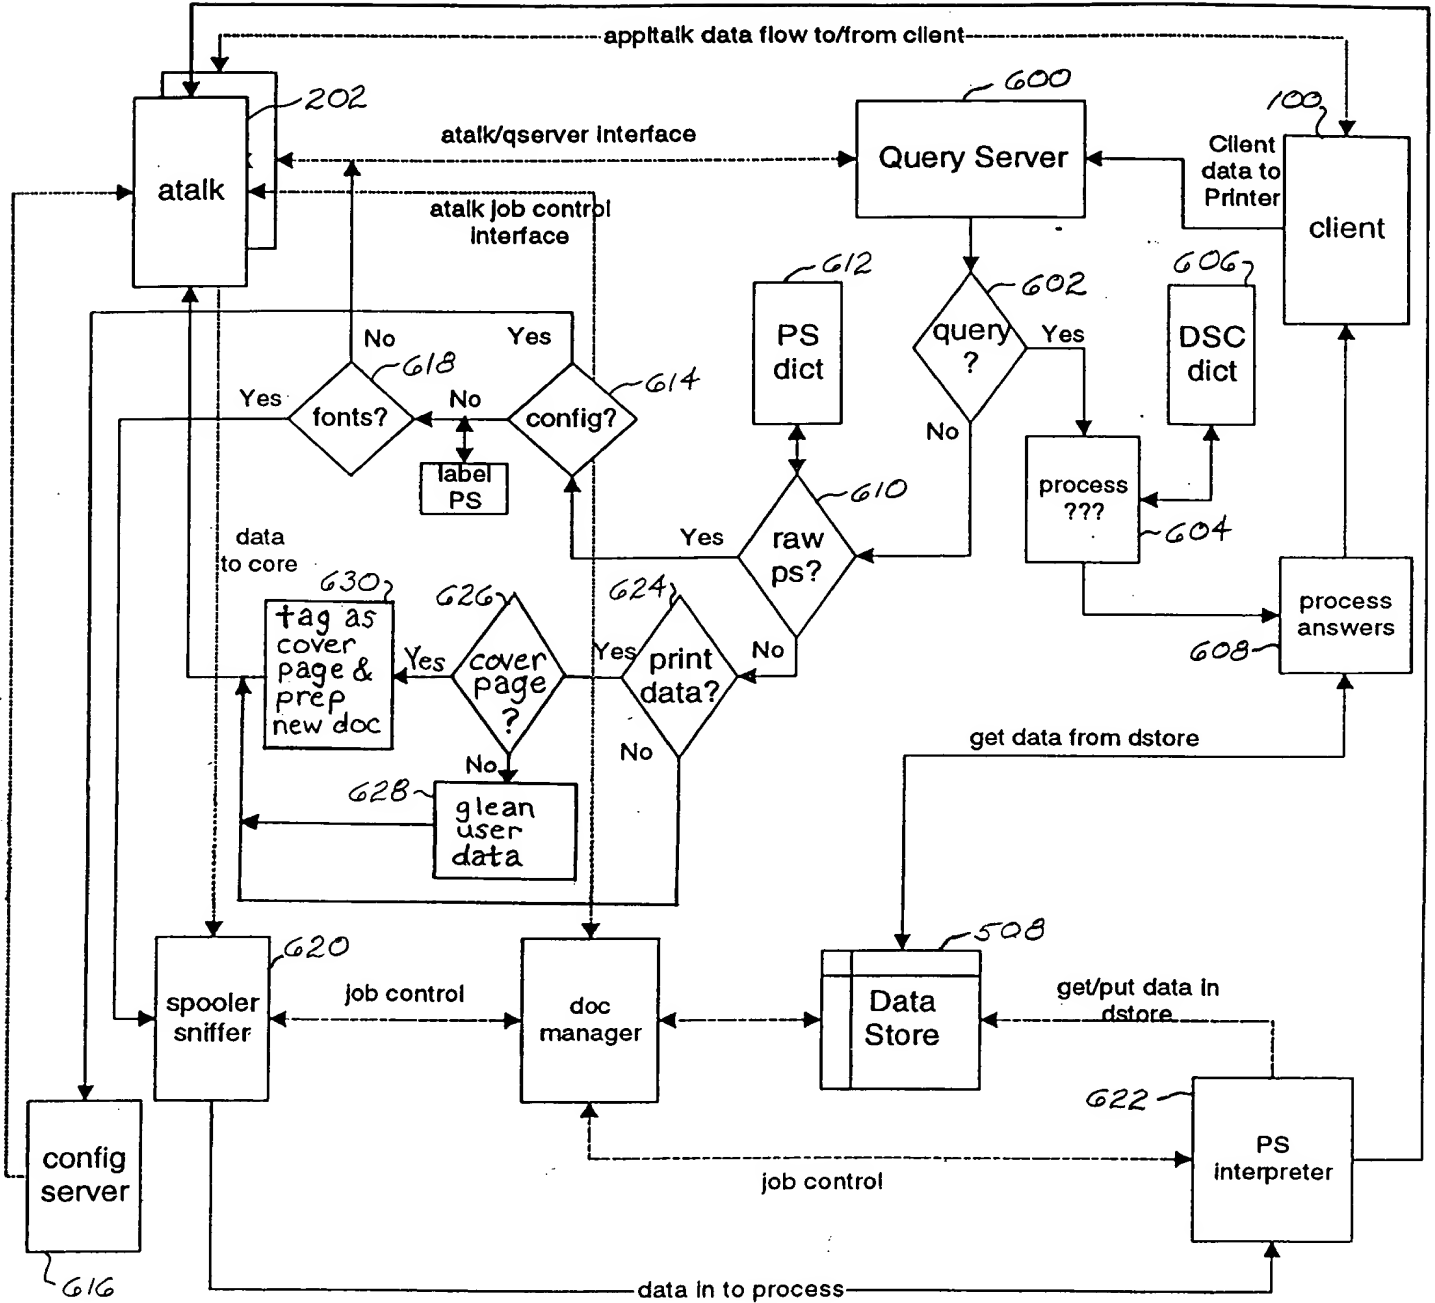 appltalk data flow to/from client
202
600
100
atalk/qserver interface
Query Server
Client
data to
Printer
atalk
client
atalk job control
interface
612
602
606
PS
dict
query
?
Yes
DSC
dict
No
Yes
618
614
Yes
fonts?
No
config?
No
label
PS
610
process
???
604
Yes
raw
ps?
data
to core
630
626
624
process
answers
608
tag as
cover
page &
prep
new doc
Yes
cover
page
?
Yes
print
data?
No
No
No
get data from dstore
628
glean
user
data
508
620
spooler
sniffer
job control
doc
manager
Data
Store
get/put data in
dstore
622
config
server
PS
interpreter
job control
616
data in to process